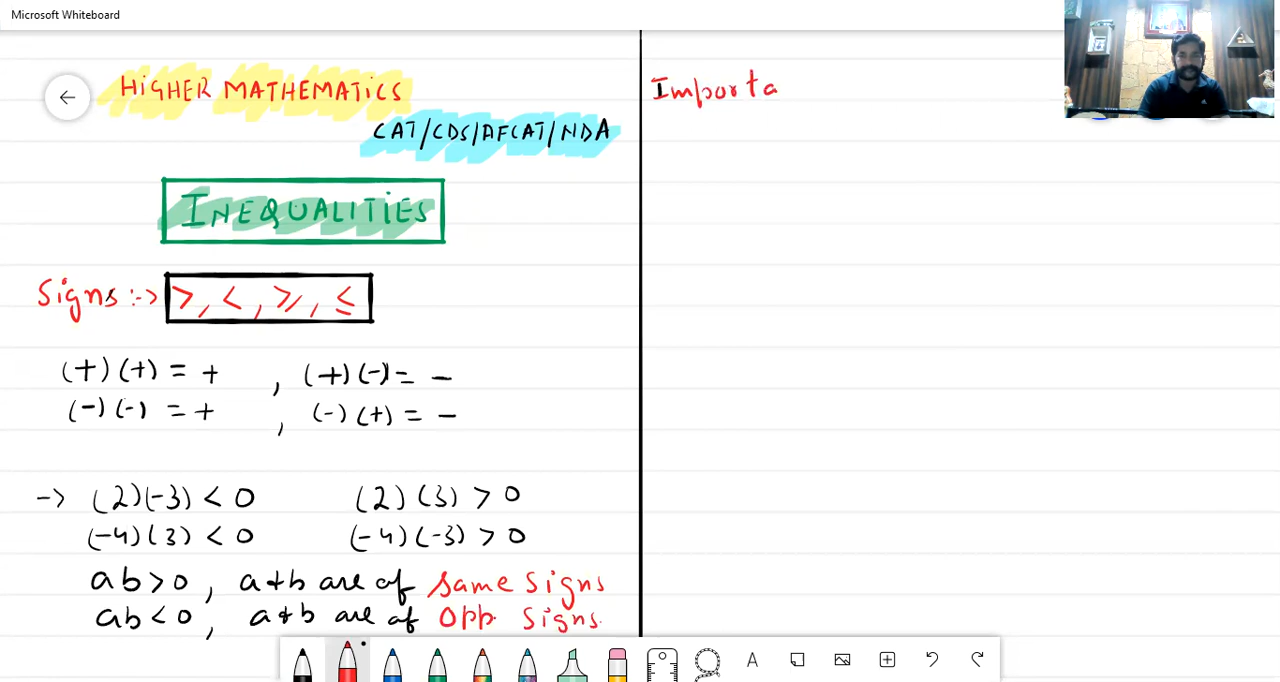 Microsoft Whiteboard
HiGHER MATHEMATiCS
CAT/CDS/AFCAT/NDA
INEQUALITiES
Signs :-> >, <, ≥, ≤
(+)(+) = + , (+)(-) = -
(-)(-) = + , (-)(+) = -
-> (2)(-3) < 0 (2)(3) > 0
(-4)(3) < 0 (-4)(-3) > 0
ab > 0, a + b are of same signs
ab < 0, a + b are of opp. signs.
Importa
A